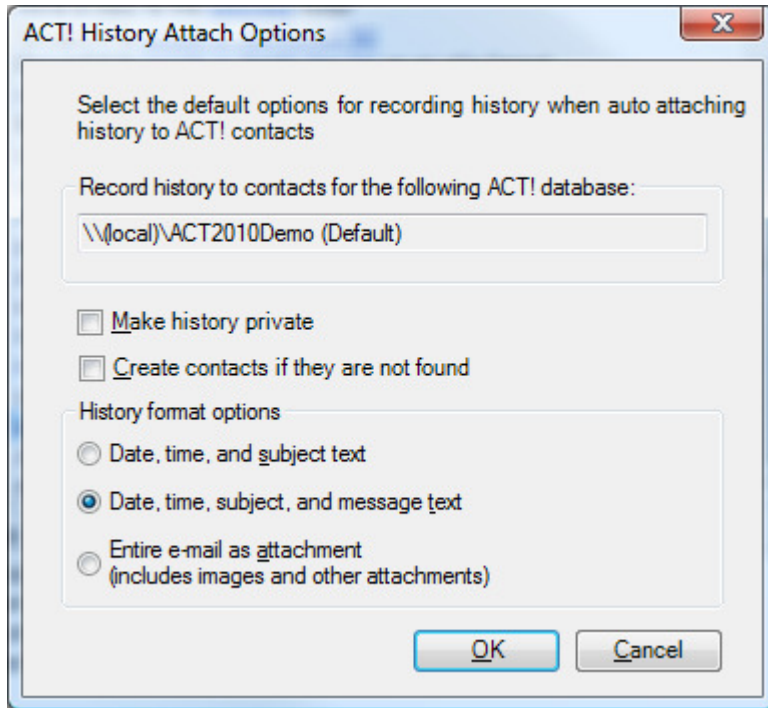 ACT! History Attach Options
Select the default options for recording history when auto attaching
history to ACT! contacts
Record history to contacts for the following ACT! database:
\\(local)\ACT2010Demo (Default)
Make history private
Create contacts if they are not found
History format options
Date, time, and subject text
Date, time, subject, and message text
Entire e-mail as attachment
(includes images and other attachments)
OK
Cancel